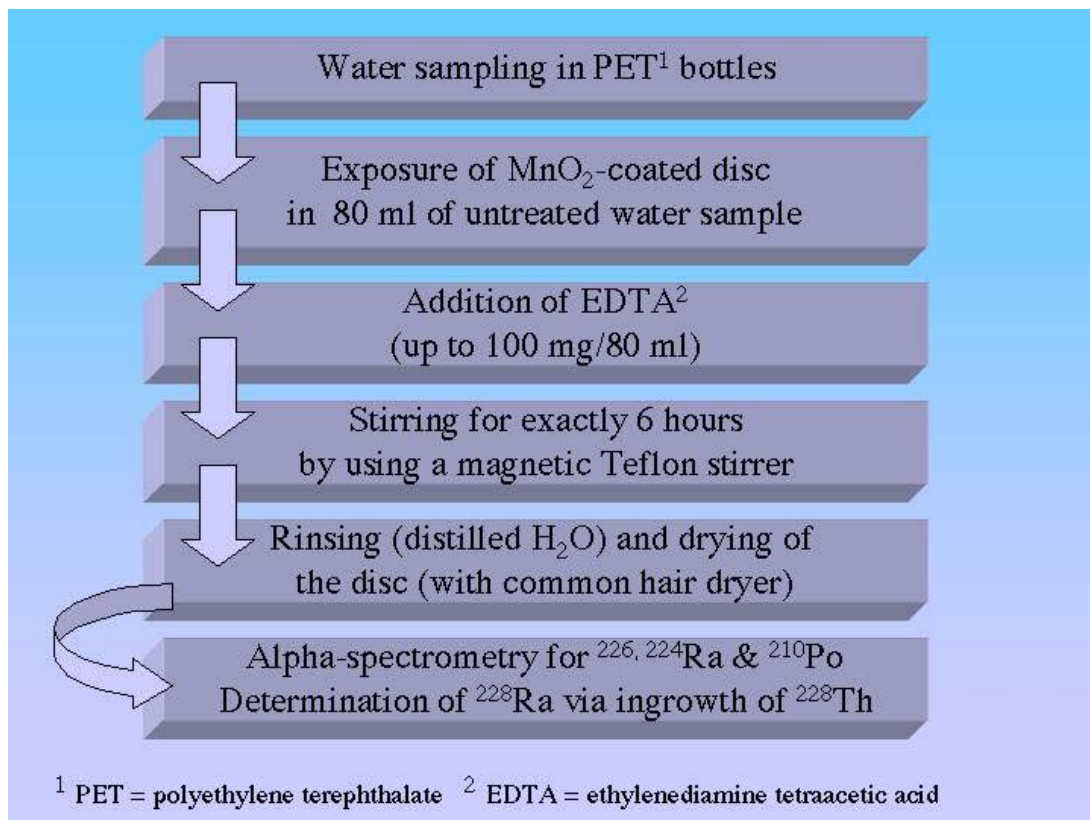 Water sampling in PET¹ bottles
Exposure of MnO₂-coated disc
in 80 ml of untreated water sample
Addition of EDTA²
(up to 100 mg/80 ml)
Stirring for exactly 6 hours
by using a magnetic Teflon stirrer
Rinsing (distilled H₂O) and drying of
the disc (with common hair dryer)
Alpha-spectrometry for ²²⁶, ²²⁴Ra & ²¹⁰Po
Determination of ²²⁸Ra via ingrowth of ²²⁸Th
¹ PET = polyethylene terephthalate ² EDTA = ethylenediamine tetraacetic acid